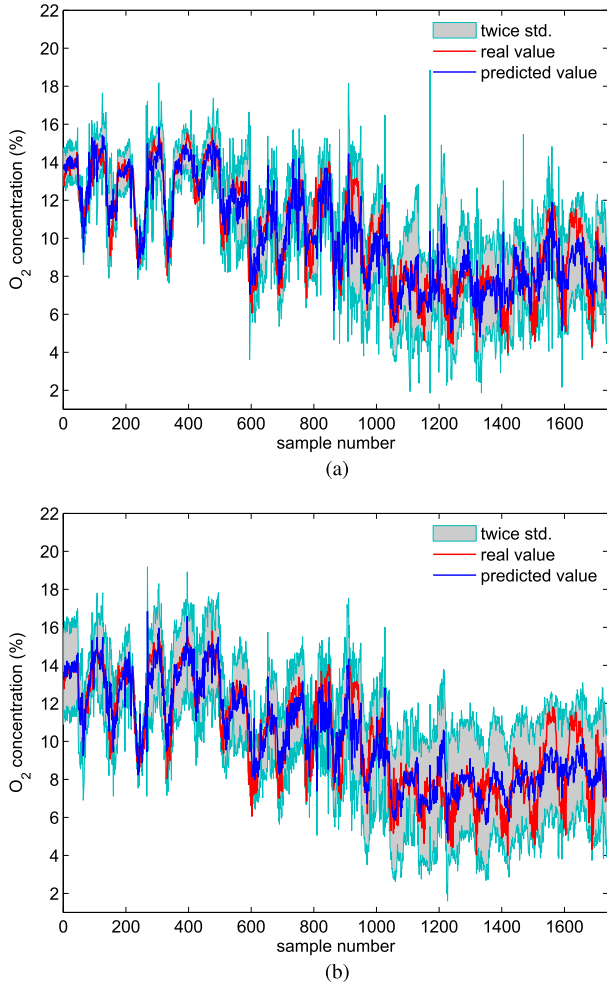 22
20
18
16
14
12
10
8
6
4
2
O2 concentration (%)
twice std.
real value
predicted value
0 200 400 600 800 1000 1200 1400 1600
sample number
(a)
22
20
18
16
14
12
10
8
6
4
2
O2 concentration (%)
twice std.
real value
predicted value
0 200 400 600 800 1000 1200 1400 1600
sample number
(b)